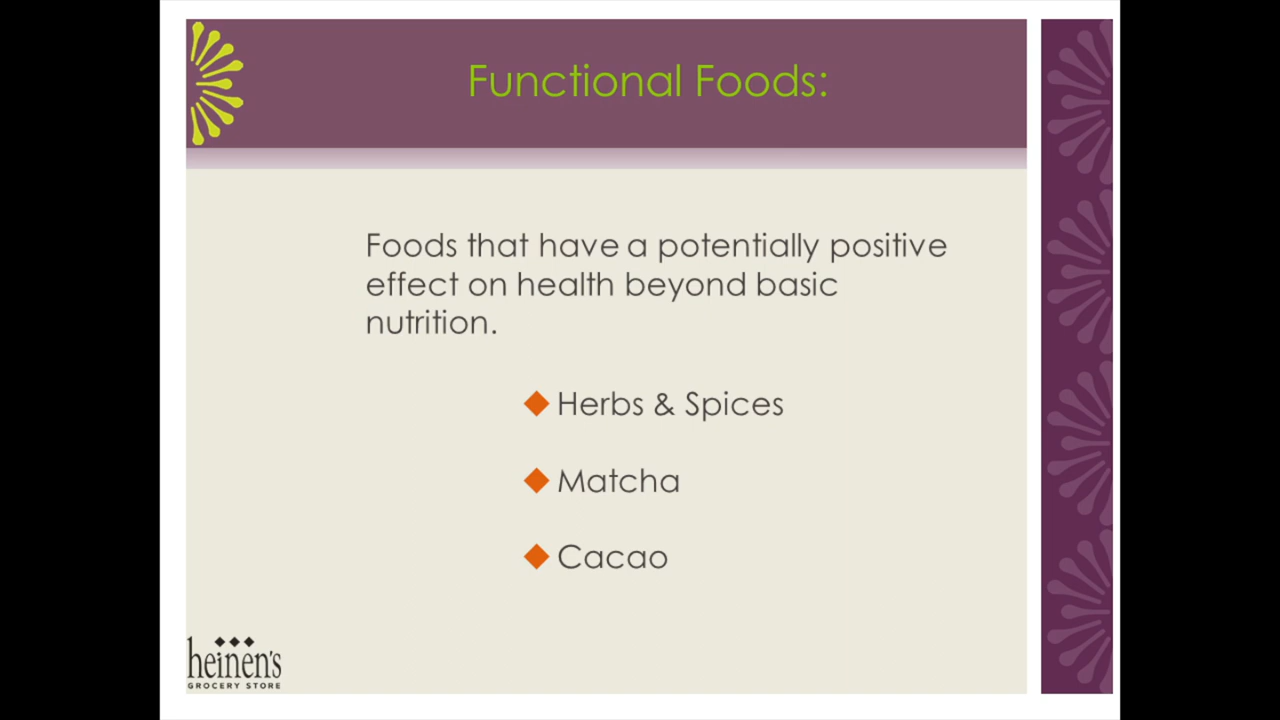 Functional Foods:
Foods that have a potentially positive
effect on health beyond basic
nutrition.
Herbs & Spices
Matcha
Cacao
heinen's
GROCERY STORE